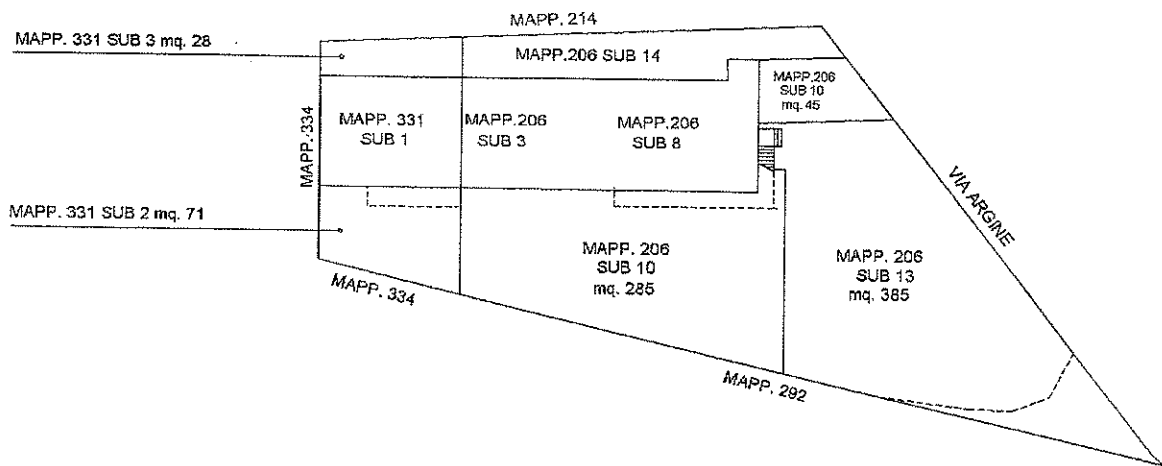 MAPP. 214
MAPP. 331 SUB 3 mq. 28
MAPP.206 SUB 14
MAPP.206
SUB 10
mq. 45
MAPP. 334
MAPP. 331
SUB 1
MAPP.206
SUB 3
MAPP.206
SUB 8
VIA ARGINE
MAPP. 331 SUB 2 mq. 71
MAPP. 206
SUB 10
mq. 285
MAPP. 206
SUB 13
mq. 385
MAPP. 334
MAPP. 292